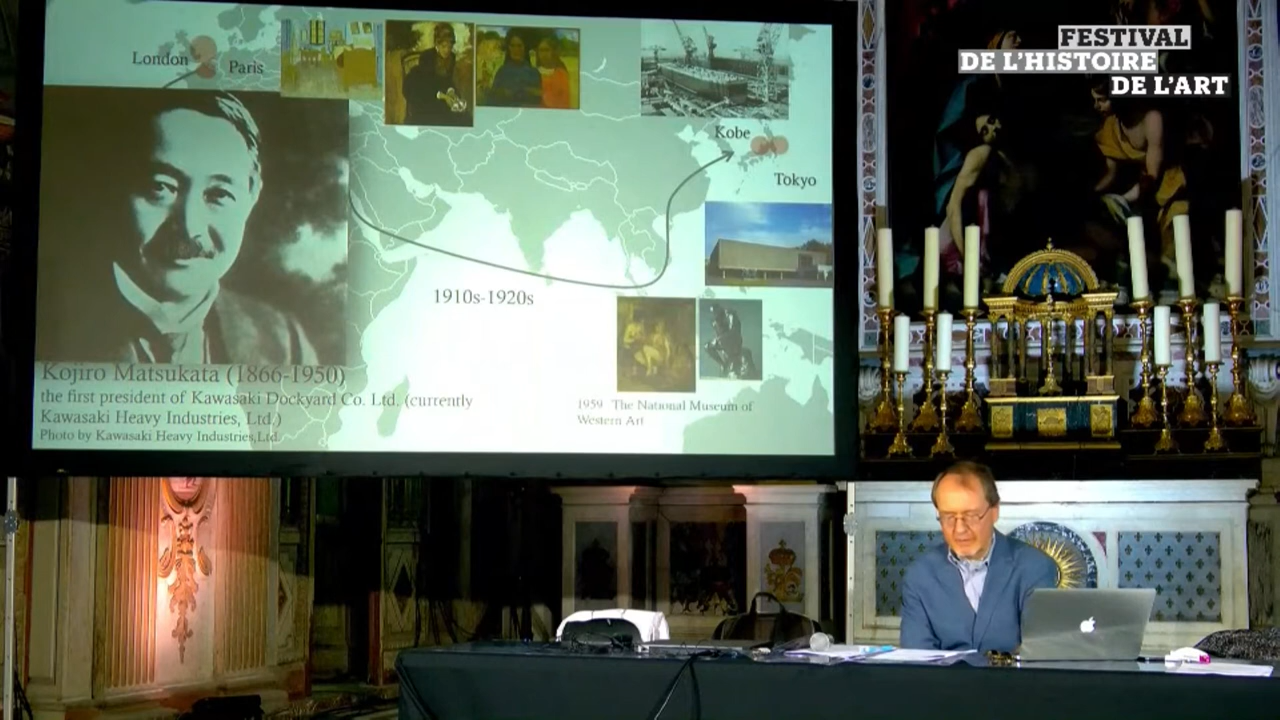 FESTIVAL
DE L'HISTOIRE
DE L'ART
London
Paris
Kobe
Tokyo
1910s-1920s
Kojiro Matsukata (1866-1950)
the first president of Kawasaki Dockyard Co. Ltd. (currently
Kawasaki Heavy Industries, Ltd.)
Photo by Kawasaki Heavy Industries,Ltd.
1959 The National Museum of
Western Art